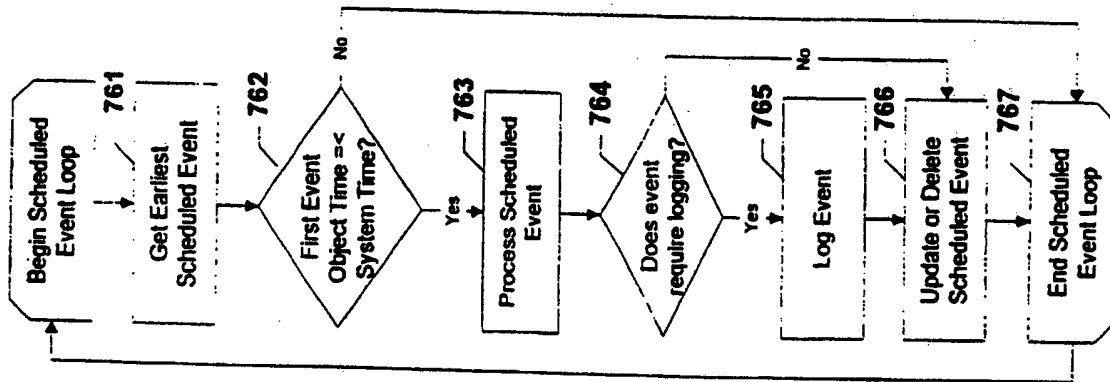 Begin Scheduled
Event Loop
761
Get Earliest
Scheduled Event
762
First Event
Object Time =<
System Time?
No
Yes
763
Process Scheduled
Event
764
Does event
require logging?
No
Yes
765
Log Event
766
Update or Delete
Scheduled Event
767
End Scheduled
Event Loop